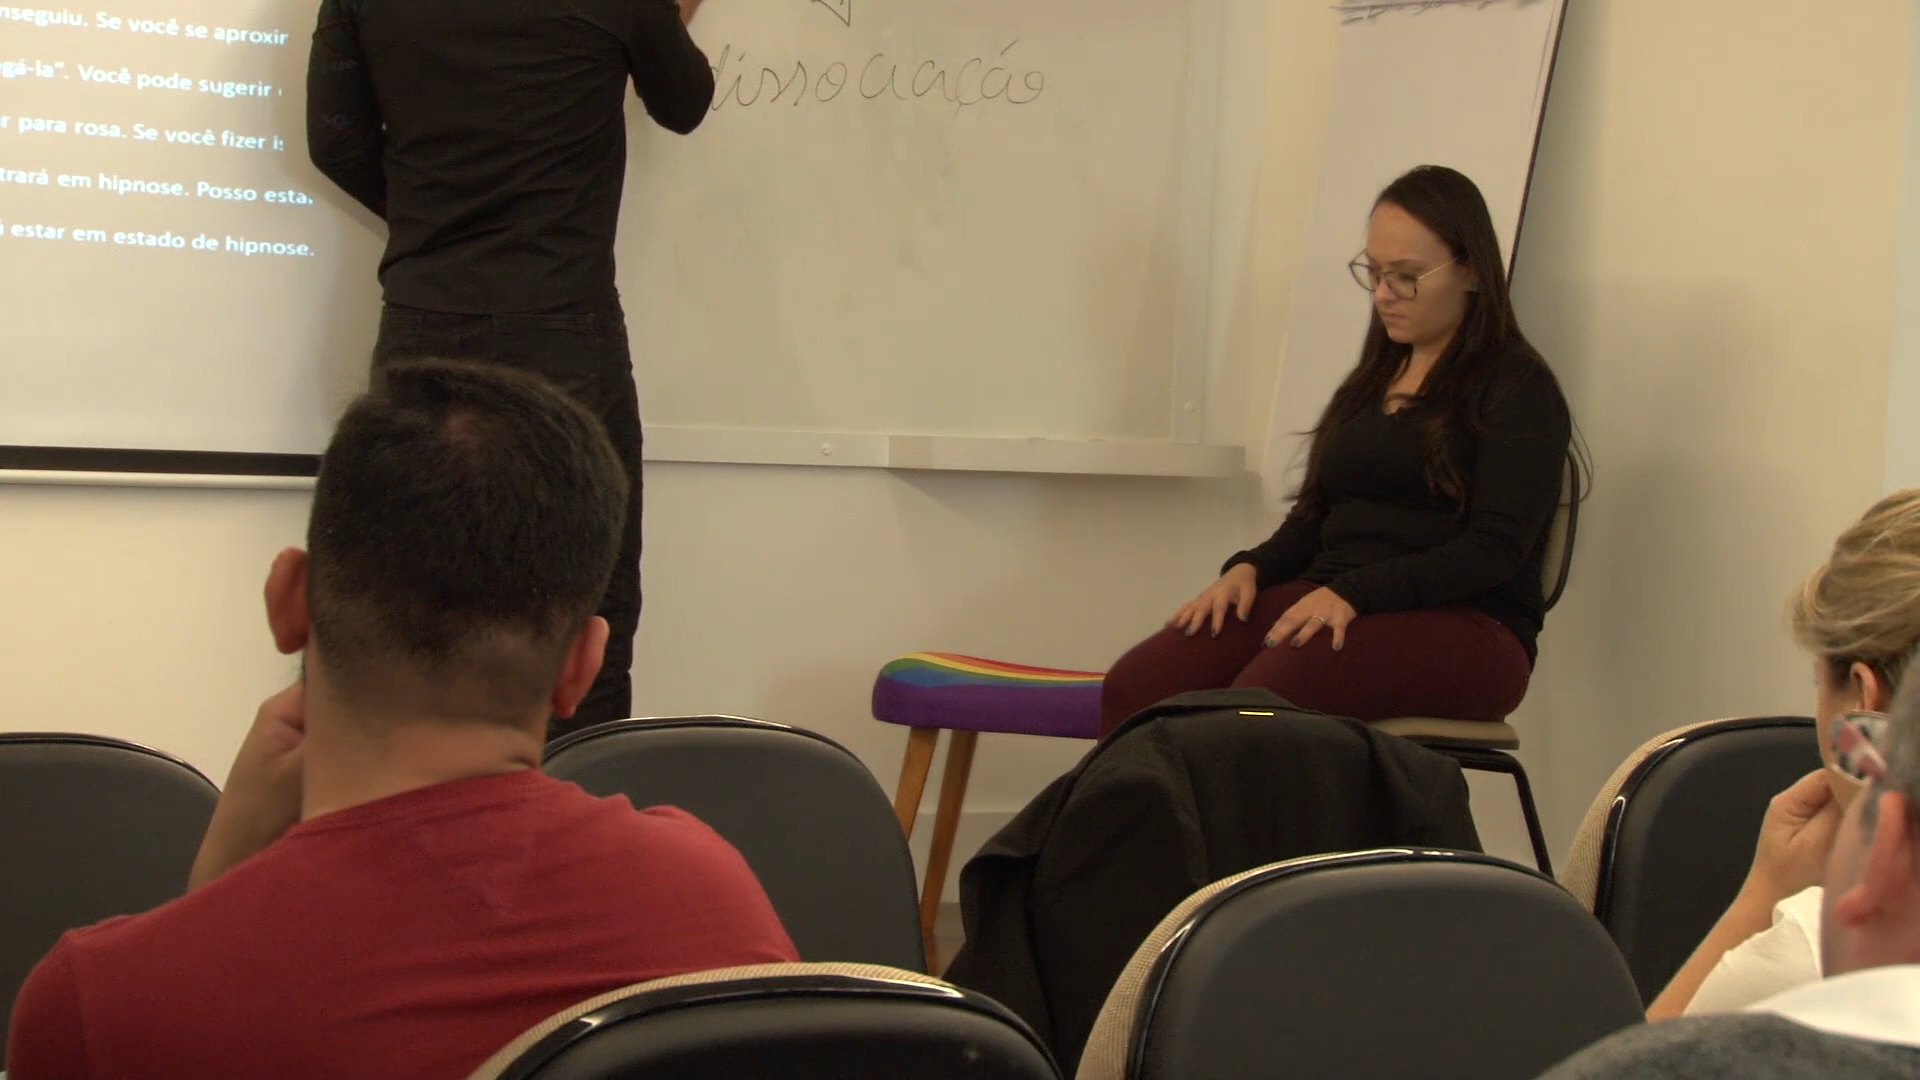 nseguiu. Se você se aproxir
gá-la". Você pode sugerir
r para rosa. Se você fizer is
trará em hipnose. Posso esta.
estar em estado de hipnose.
dissociação